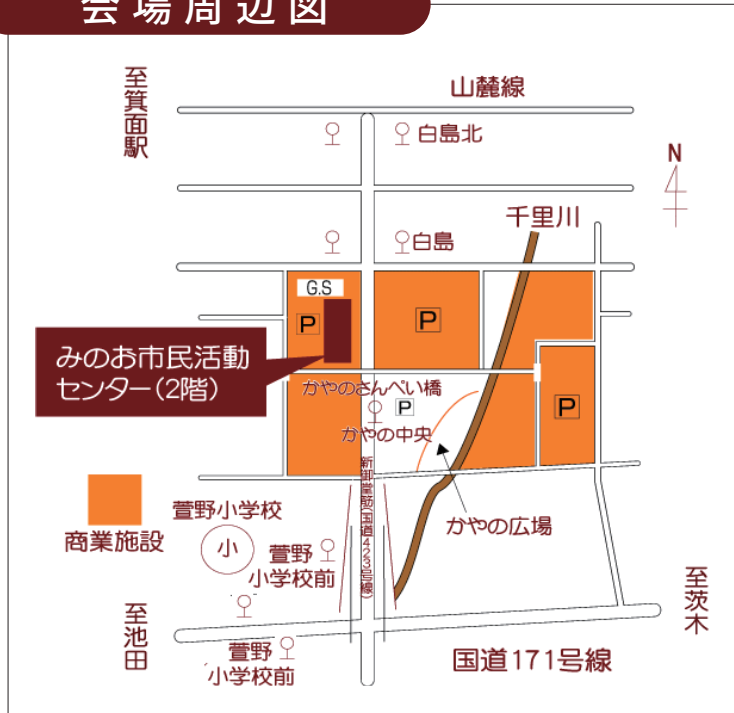 会場周辺図
至箕面駅
山麓線
白島北
N
千里川
白島
G.S
P
P
みのお市民活動
センター(2階)
かやのさんぺい橋
P
P
かやの中央
新御堂筋(国道423号線)
商業施設
萱野小学校
小
萱野
小学校前
かやの広場
至池田
至茨木
萱野
小学校前
国道171号線